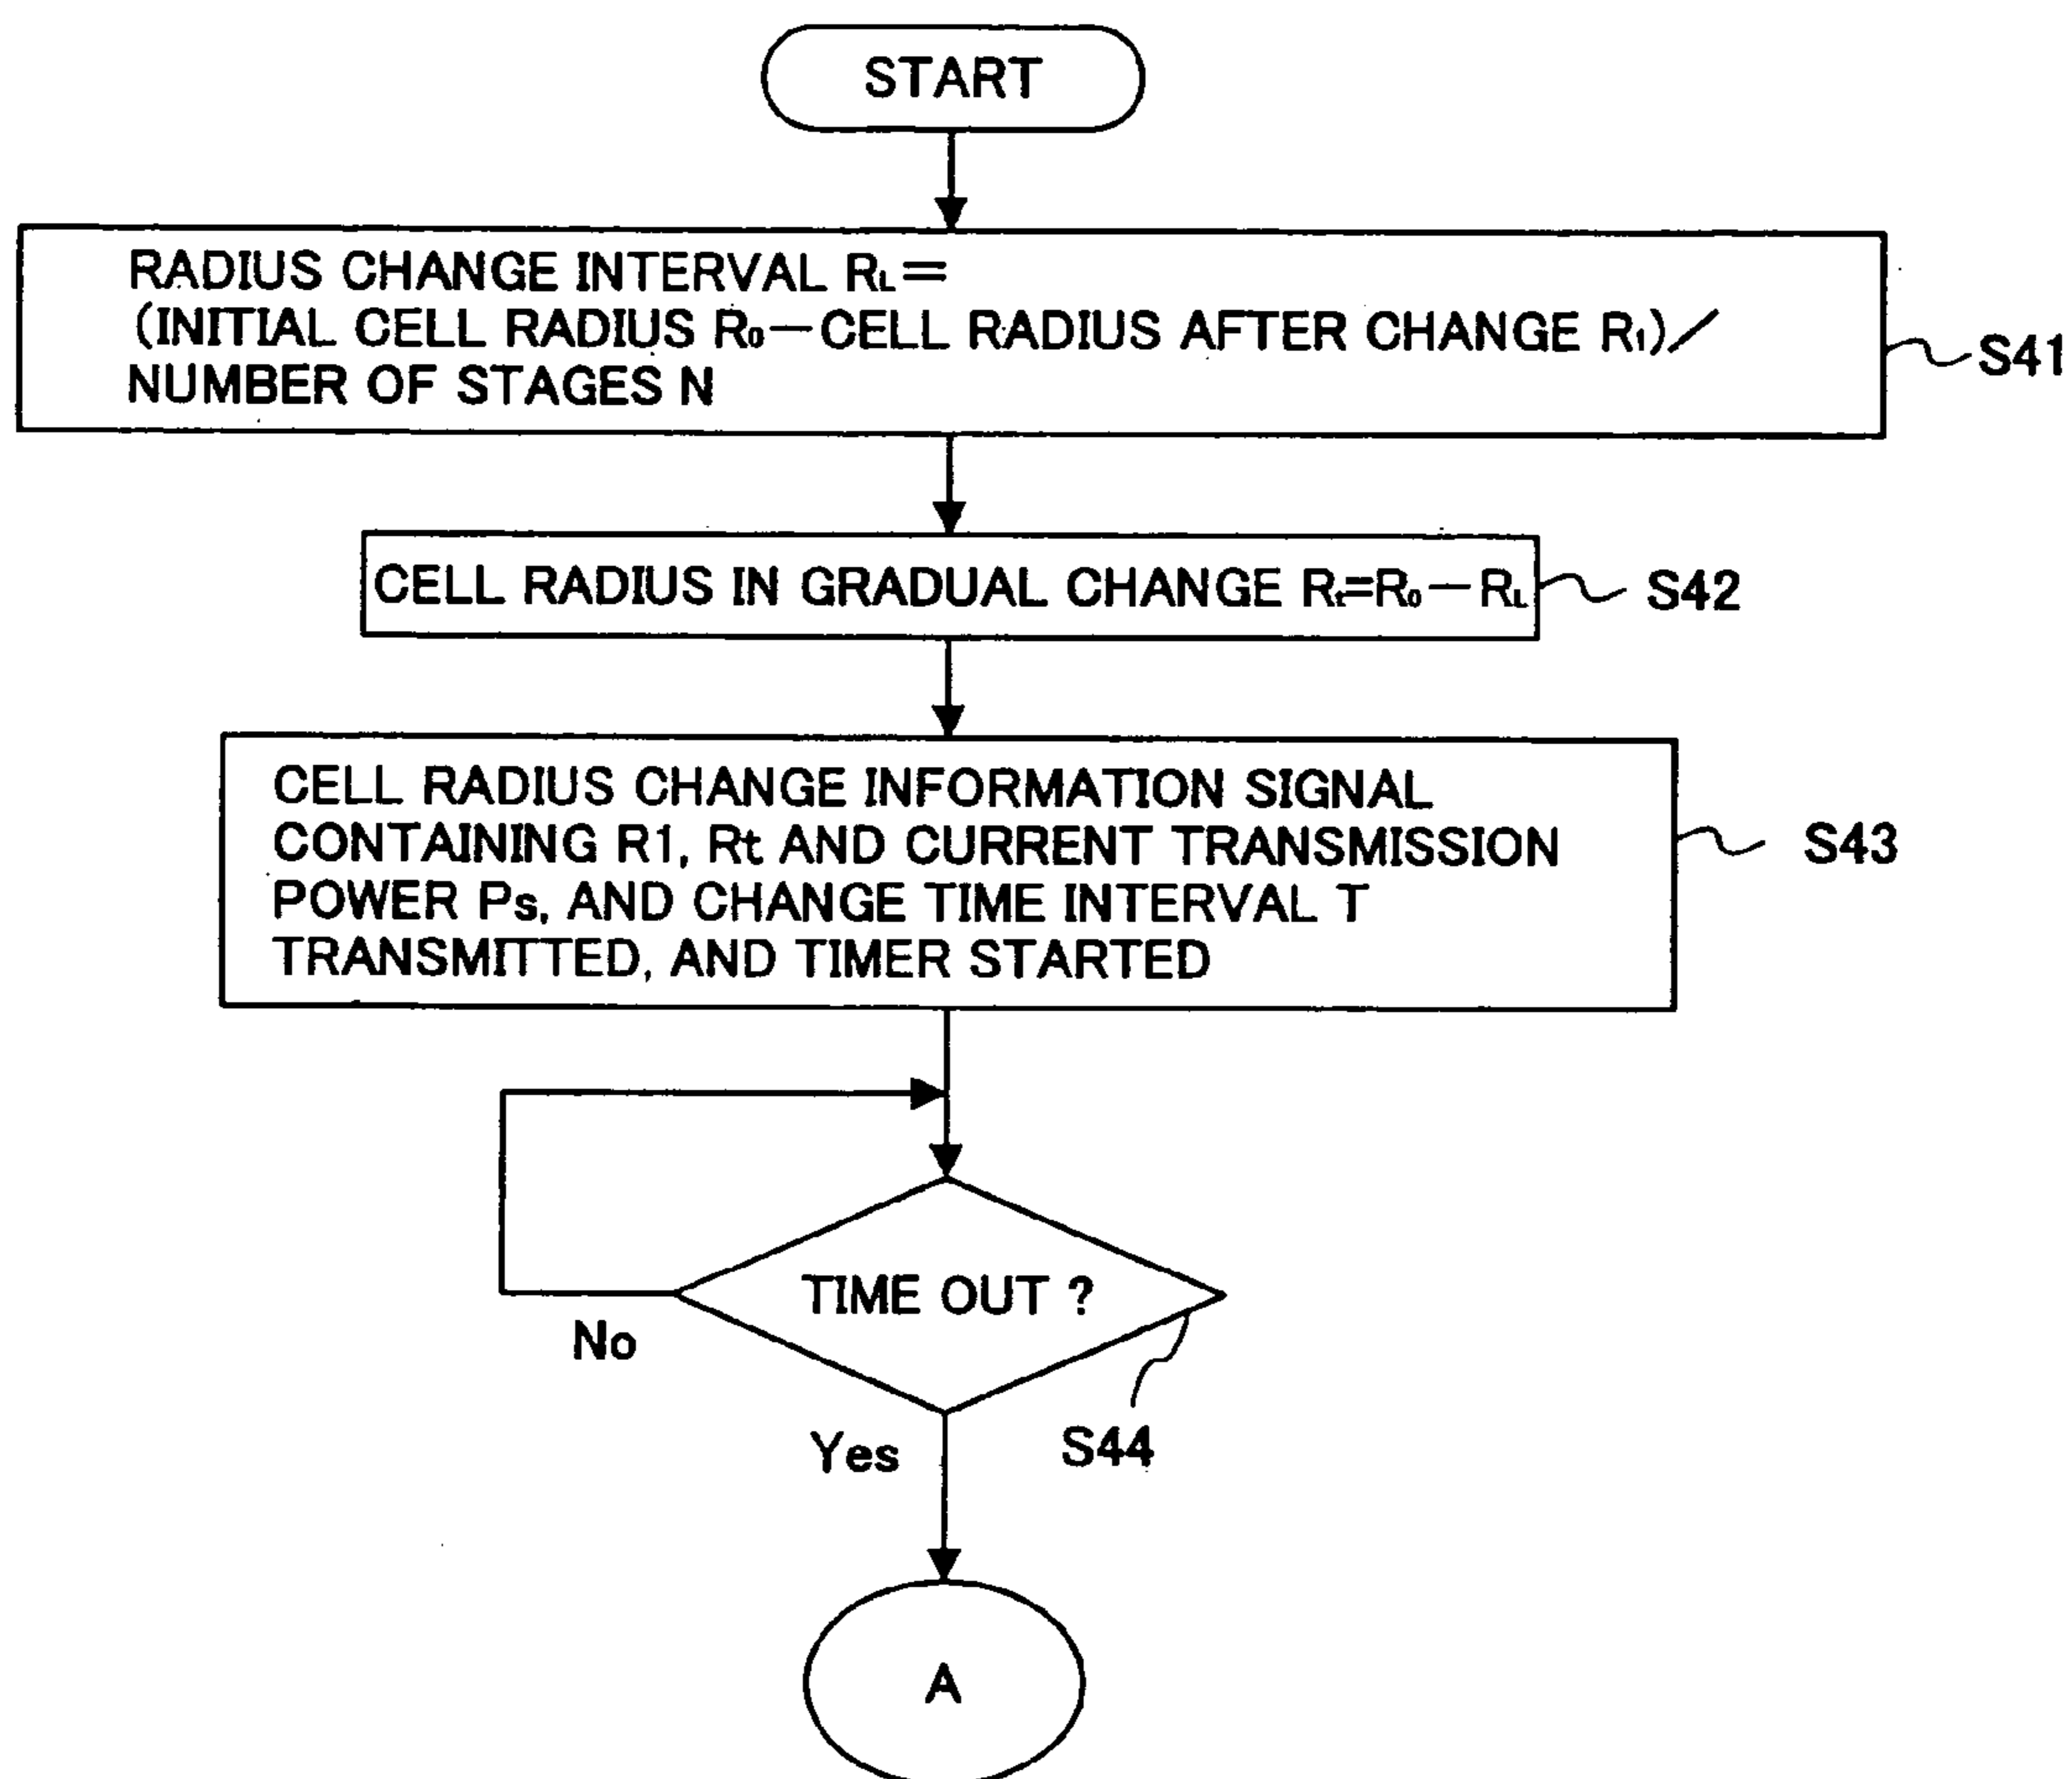 START
RADIUS CHANGE INTERVAL RL=
(INITIAL CELL RADIUS R0—CELL RADIUS AFTER CHANGE R1)/
NUMBER OF STAGES N
S41
CELL RADIUS IN GRADUAL CHANGE Rt=R0—RL
S42
CELL RADIUS CHANGE INFORMATION SIGNAL
CONTAINING R1, Rt AND CURRENT TRANSMISSION
POWER Ps, AND CHANGE TIME INTERVAL T
TRANSMITTED, AND TIMER STARTED
S43
TIME OUT ?
No
S44
Yes
A